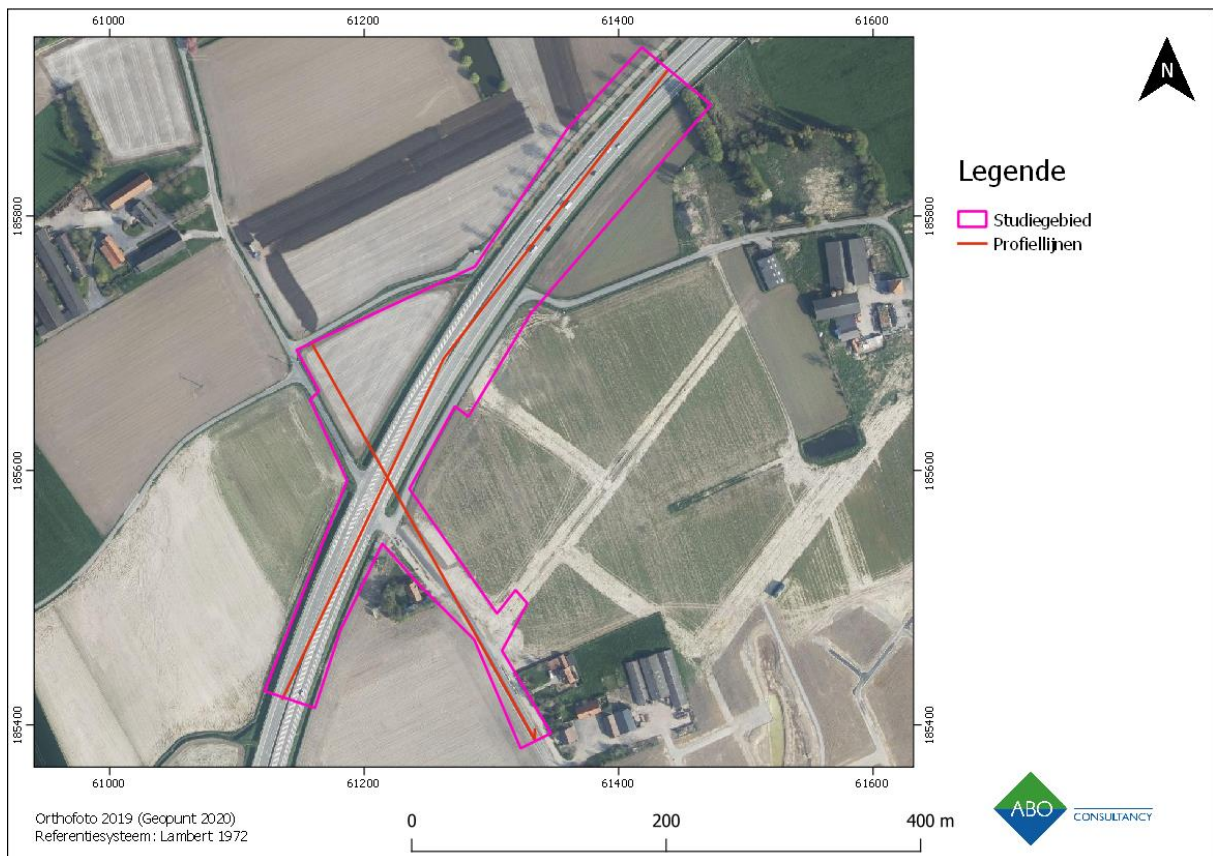 61000 61200 61400 61600
N
Legende
Studiegebied
Profiellijnen
185800 185800
185600 185600
185400 185400
61000 61200 61400 61600
Orthofoto 2019 (Geopunt 2020)
Referentiesysteem: Lambert 1972
0 200 400 m
ABO CONSULTANCY